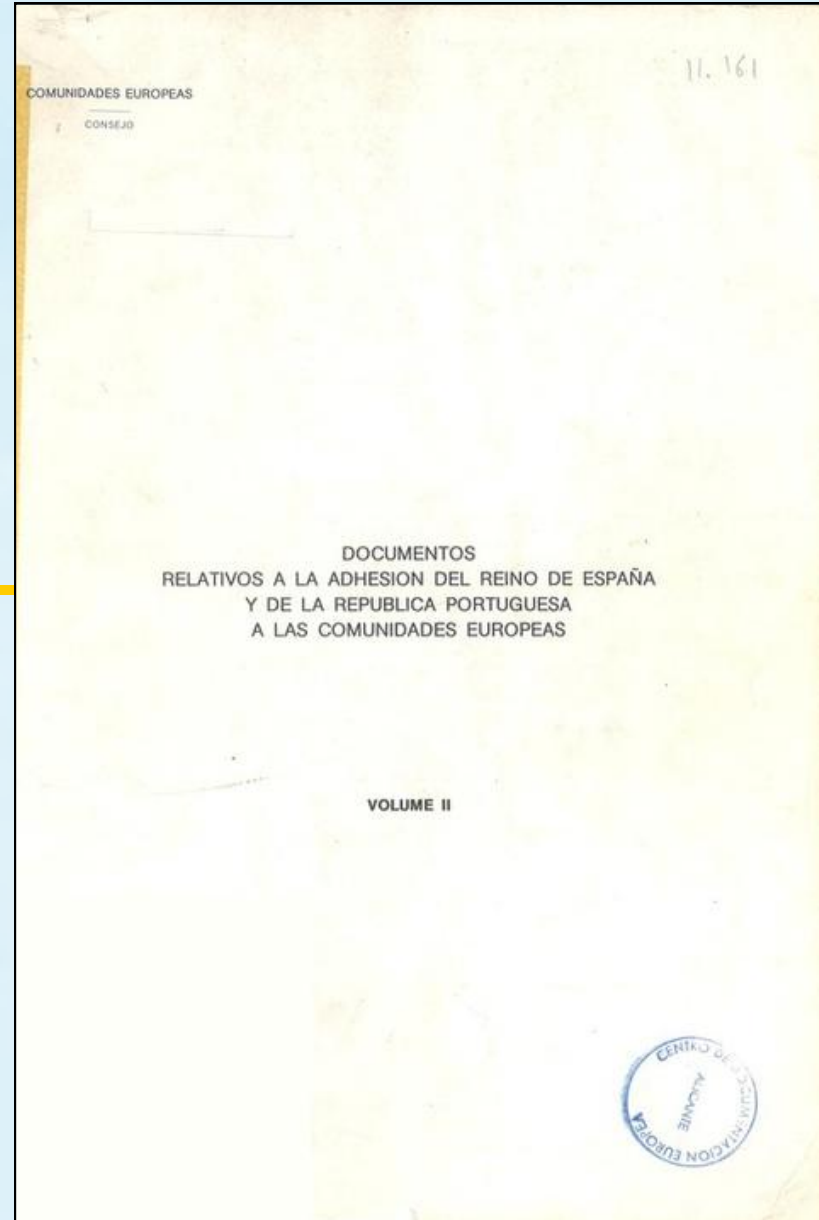 11.161
COMUNIDADES EUROPEAS
CONSEJO
DOCUMENTOS
RELATIVOS A LA ADHESION DEL REINO DE ESPAÑA
Y DE LA REPUBLICA PORTUGUESA
A LAS COMUNIDADES EUROPEAS
VOLUME II
CENTRO DE DOCUMENTACION EUROPEA
ALICANTE